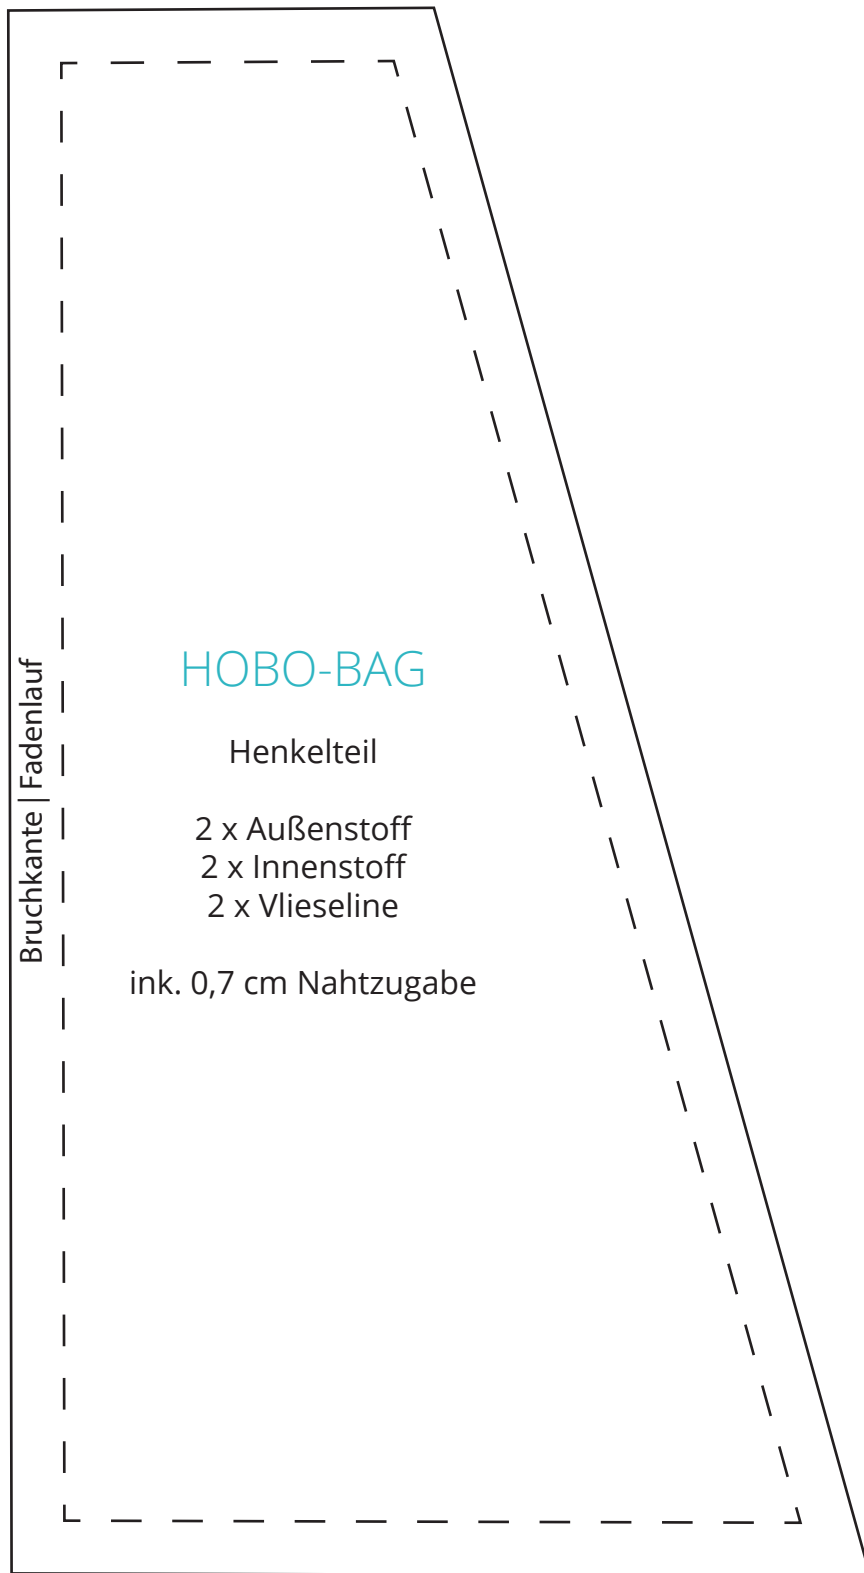 HOBO-BAG
Henkelteil
2 x Außenstoff
2 x Innenstoff
2 x Vlieseline
ink. 0,7 cm Nahtzugabe
Bruchkante | Fadenlauf